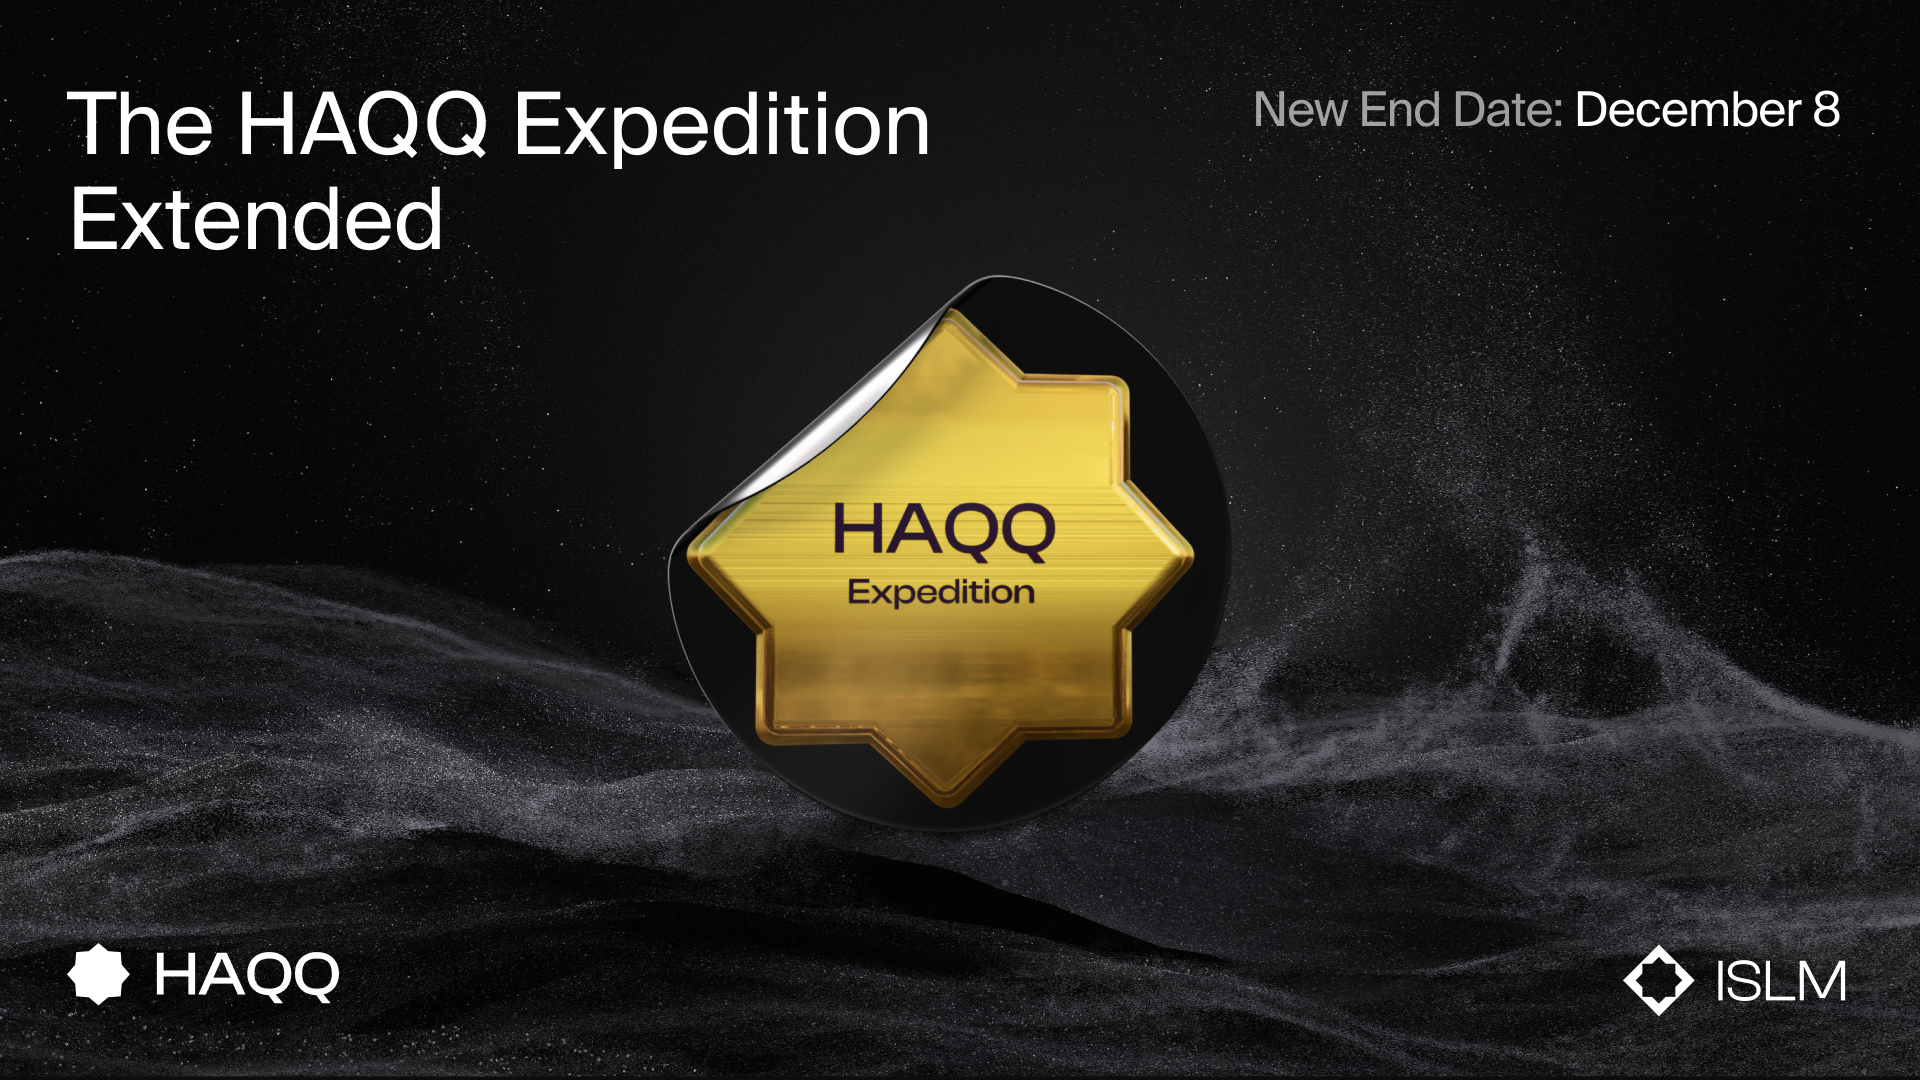 The HAQQ Expedition
Extended
New End Date: December 8
HAQQ
Expedition
HAQQ
ISLM